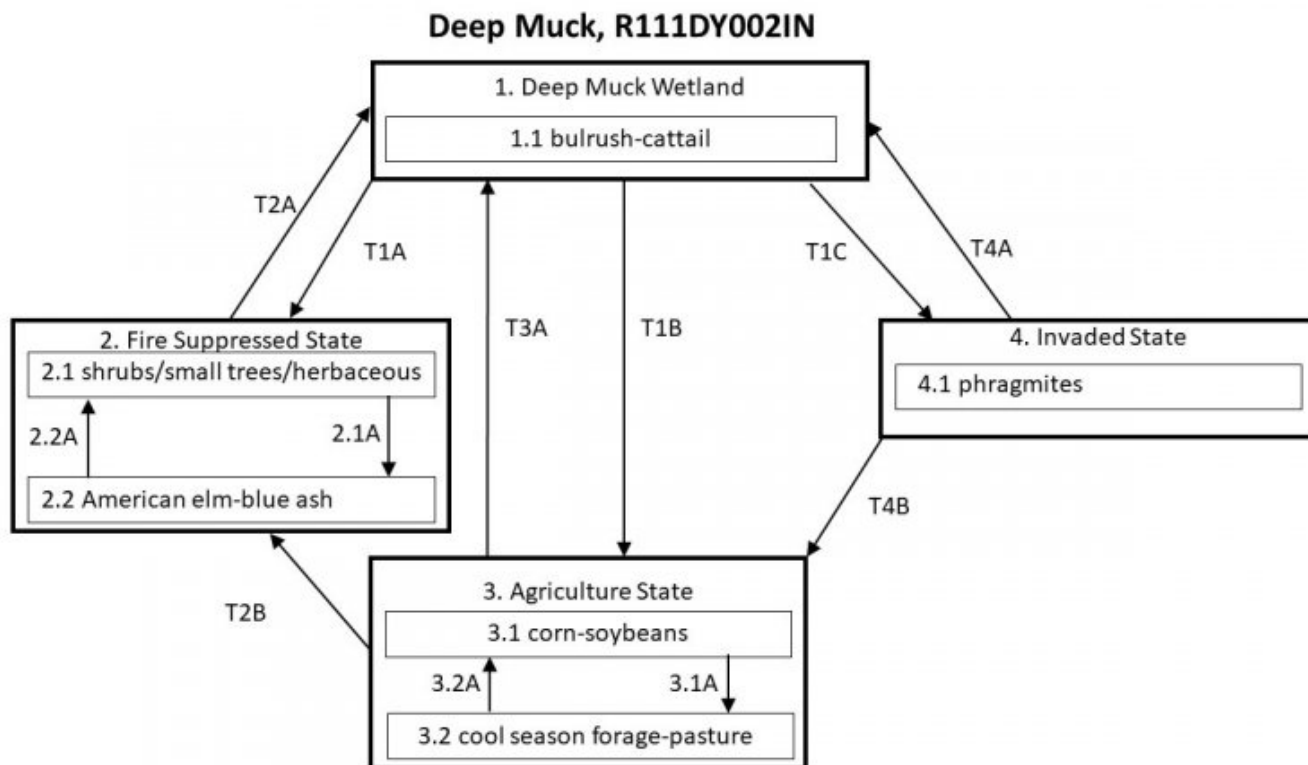 Deep Muck, R111DY002IN
1. Deep Muck Wetland
1.1 bulrush-cattail
T2A
T1A
T3A
T1B
T1C
T4A
2. Fire Suppressed State
2.1 shrubs/small trees/herbaceous
2.2A
2.1A
2.2 American elm-blue ash
4. Invaded State
4.1 phragmites
T4B
T2B
3. Agriculture State
3.1 corn-soybeans
3.2A
3.1A
3.2 cool season forage-pasture